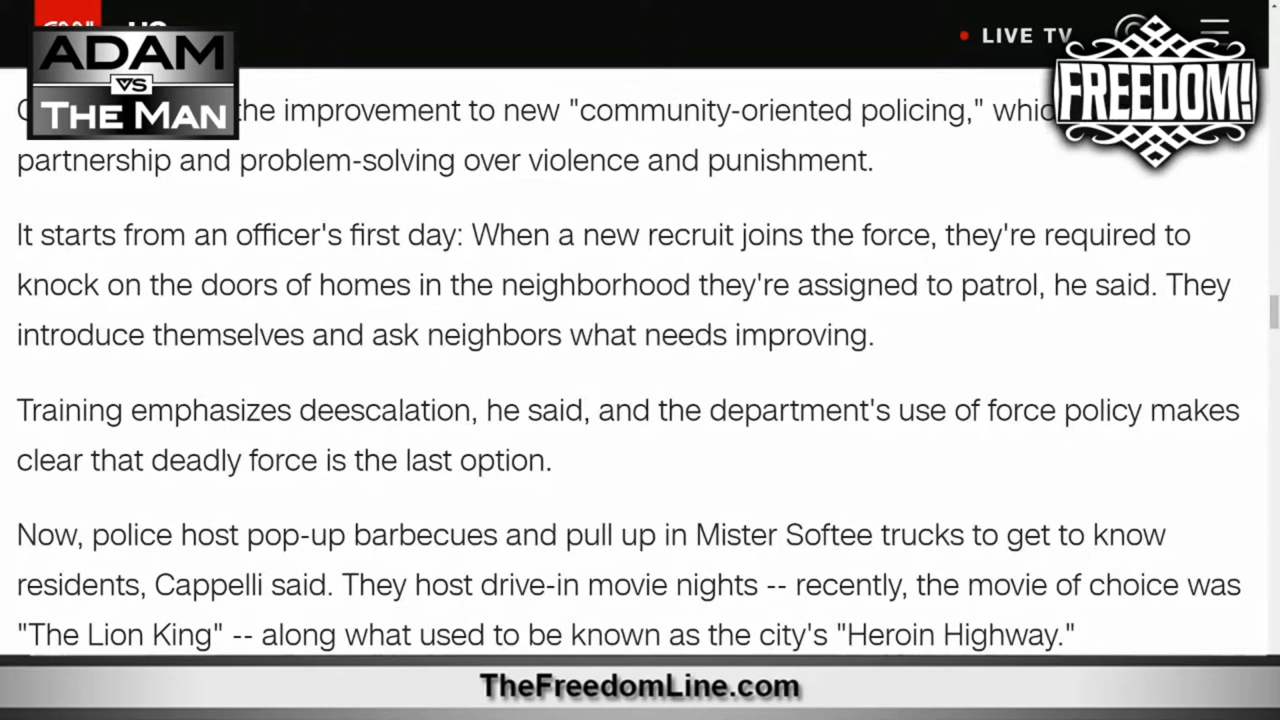 LIVE TV
ADAM
VS
THE MAN
FREEDOM!
the improvement to new "community-oriented policing,"
partnership and problem-solving over violence and punishment.
It starts from an officer's first day: When a new recruit joins the force, they're required to
knock on the doors of homes in the neighborhood they're assigned to patrol, he said. They
introduce themselves and ask neighbors what needs improving.
Training emphasizes deescalation, he said, and the department's use of force policy makes
clear that deadly force is the last option.
Now, police host pop-up barbecues and pull up in Mister Softee trucks to get to know
residents, Cappelli said. They host drive-in movie nights -- recently, the movie of choice was
"The Lion King" -- along what used to be known as the city's "Heroin Highway."
TheFreedomLine.com